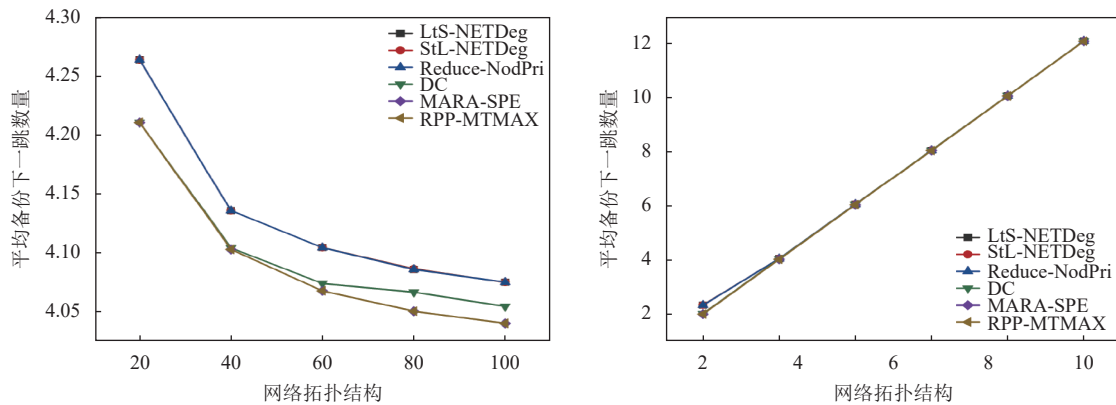 4.30
4.25
4.20
4.15
4.10
4.05
平均备份下一跳数量
LtS-NETDeg
StL-NETDeg
Reduce-NodPri
DC
MARA-SPE
RPP-MTMAX
20 40 60 80 100
网络拓扑结构
12
10
8
6
4
2
平均备份下一跳数量
LtS-NETDeg
StL-NETDeg
Reduce-NodPri
DC
MARA-SPE
RPP-MTMAX
2 4 6 8 10
网络拓扑结构